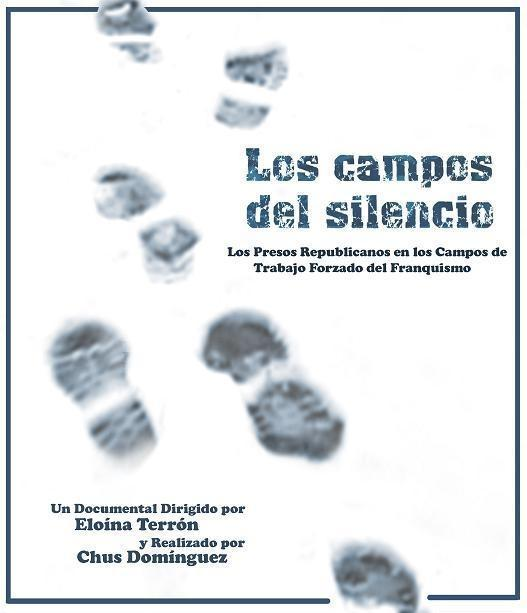 Los campos
del silencio
Los Presos Republicanos en los Campos de
Trabajo Forzado del Franquismo
Un Documental Dirigido por
Eloína Terrón
y Realizado por
Chus Domínguez